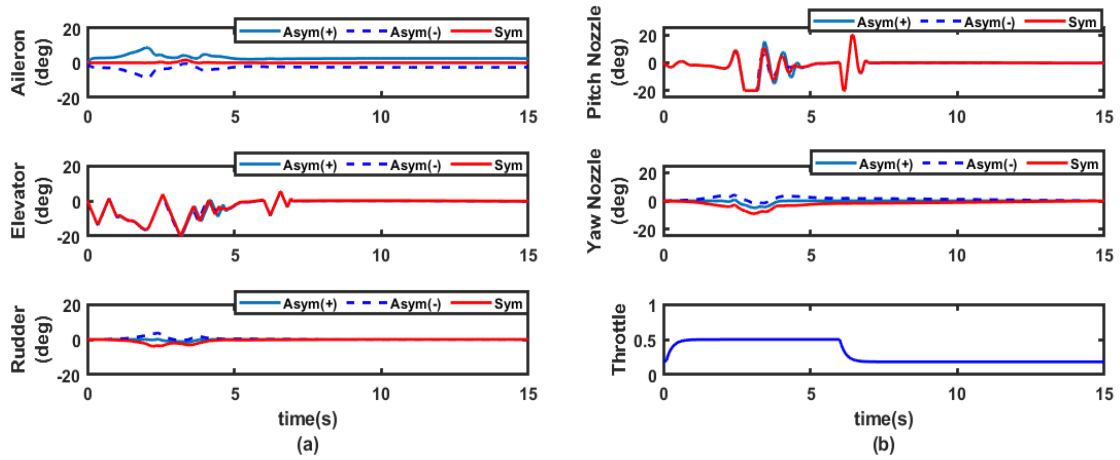 Aileron
(deg)
20
0
-20
Asym(+) Asym(-) Sym
0 5 10 15
Elevator
(deg)
20
0
-20
Asym(+) Asym(-) Sym
0 5 10 15
Rudder
(deg)
20
0
-20
Asym(+) Asym(-) Sym
0 5 10 15
time(s)
(a)
Pitch Nozzle
(deg)
20
0
-20
Asym(+) Asym(-) Sym
0 5 10 15
Yaw Nozzle
(deg)
20
0
-20
Asym(+) Asym(-) Sym
0 5 10 15
Throttle
1
0.5
0
0 5 10 15
time(s)
(b)